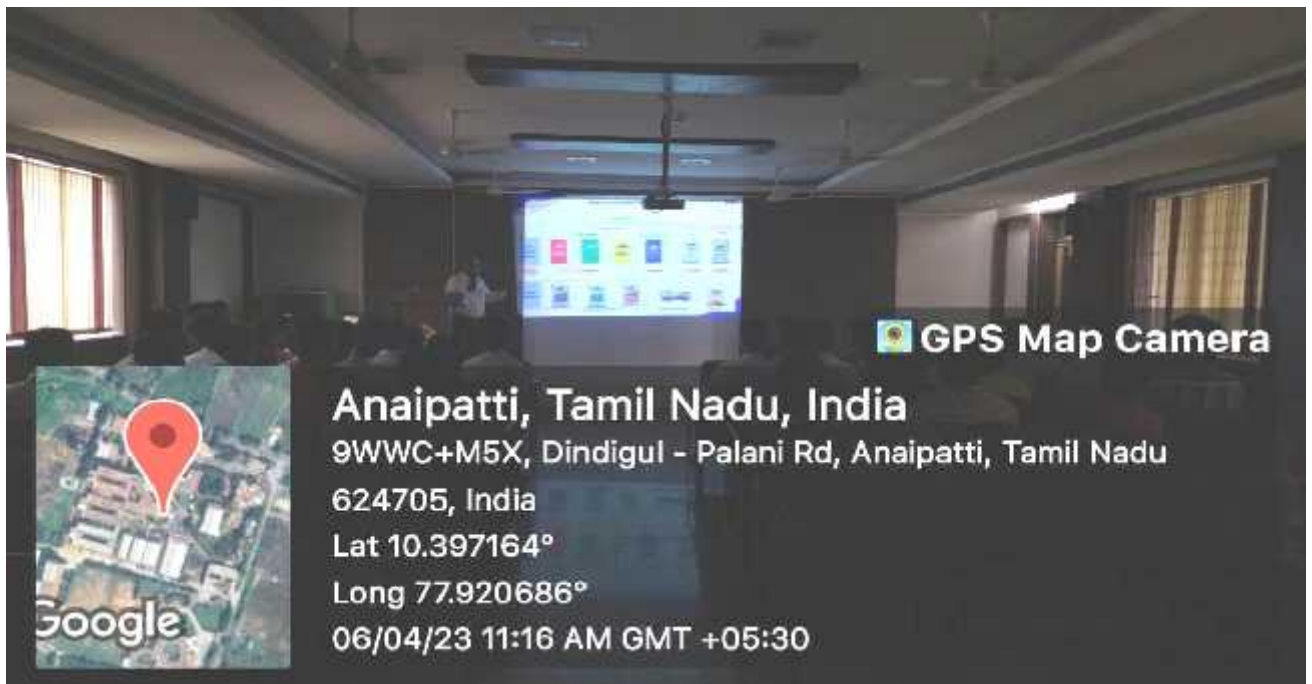 GPS Map Camera
Anaipatti, Tamil Nadu, India
9WWC+M5X, Dindigul - Palani Rd, Anaipatti, Tamil Nadu
624705, India
Lat 10.397164°
Long 77.920686°
06/04/23 11:16 AM GMT +05:30
Google